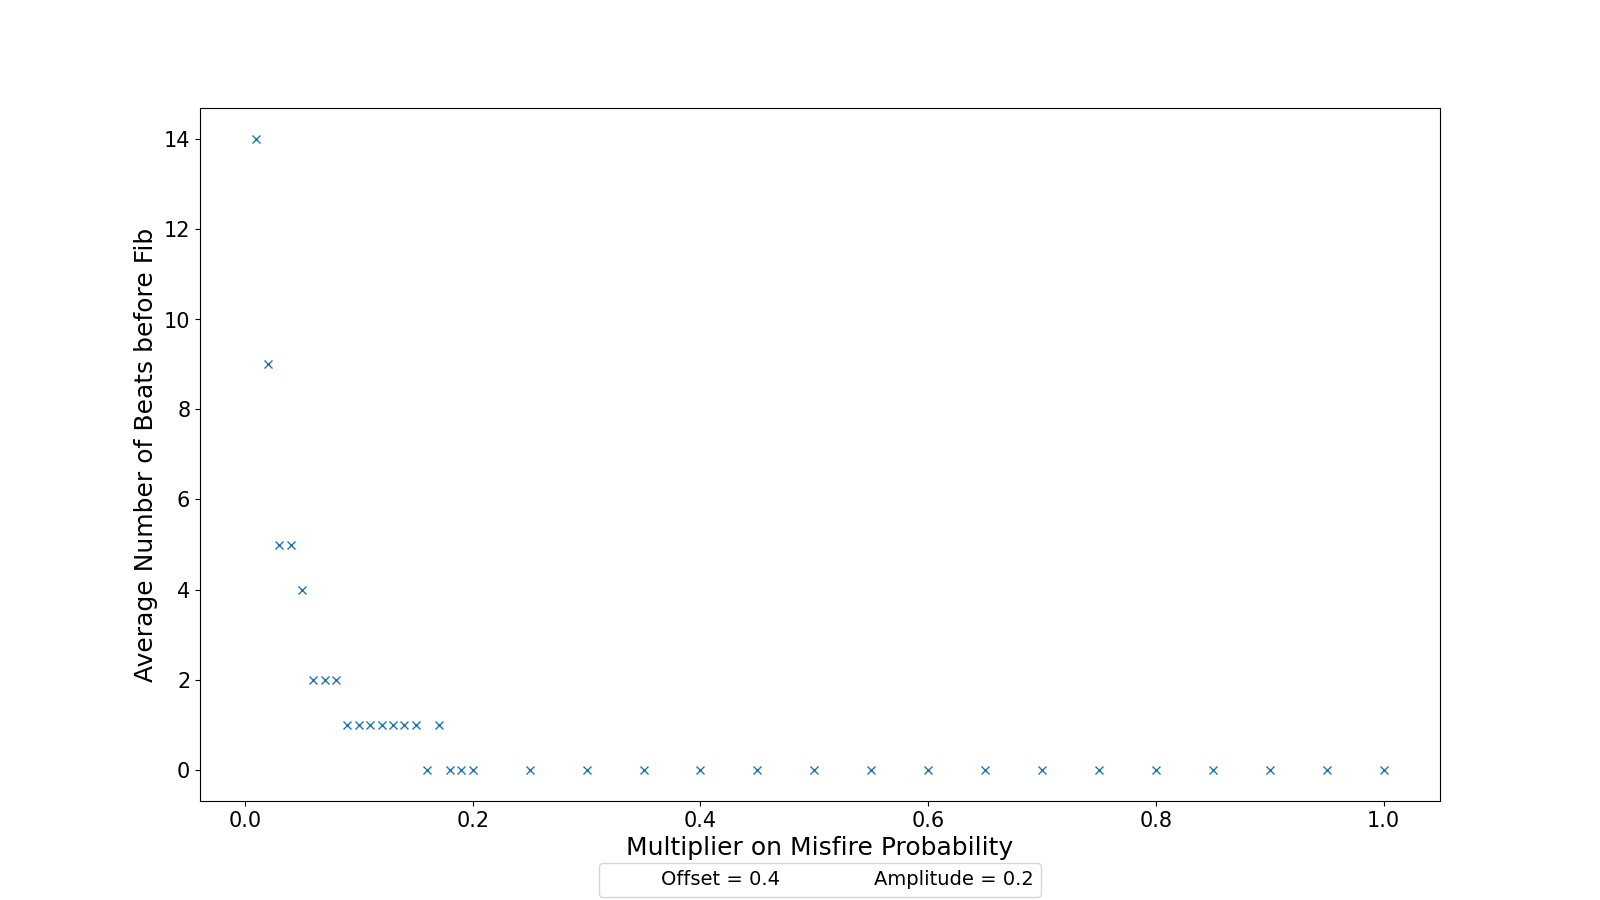 Average Number of Beats before Fib
14
12
10
8
6
4
2
0
0.0 0.2 0.4 0.6 0.8 1.0
Multiplier on Misfire Probability
Offset = 0.4 Amplitude = 0.2